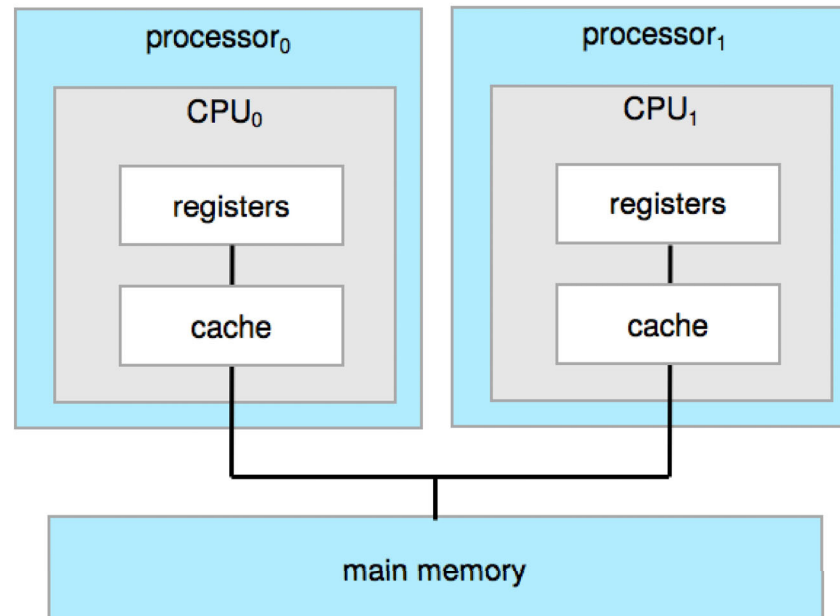 processor₀
CPU₀
registers
cache
processor₁
CPU₁
registers
cache
main memory